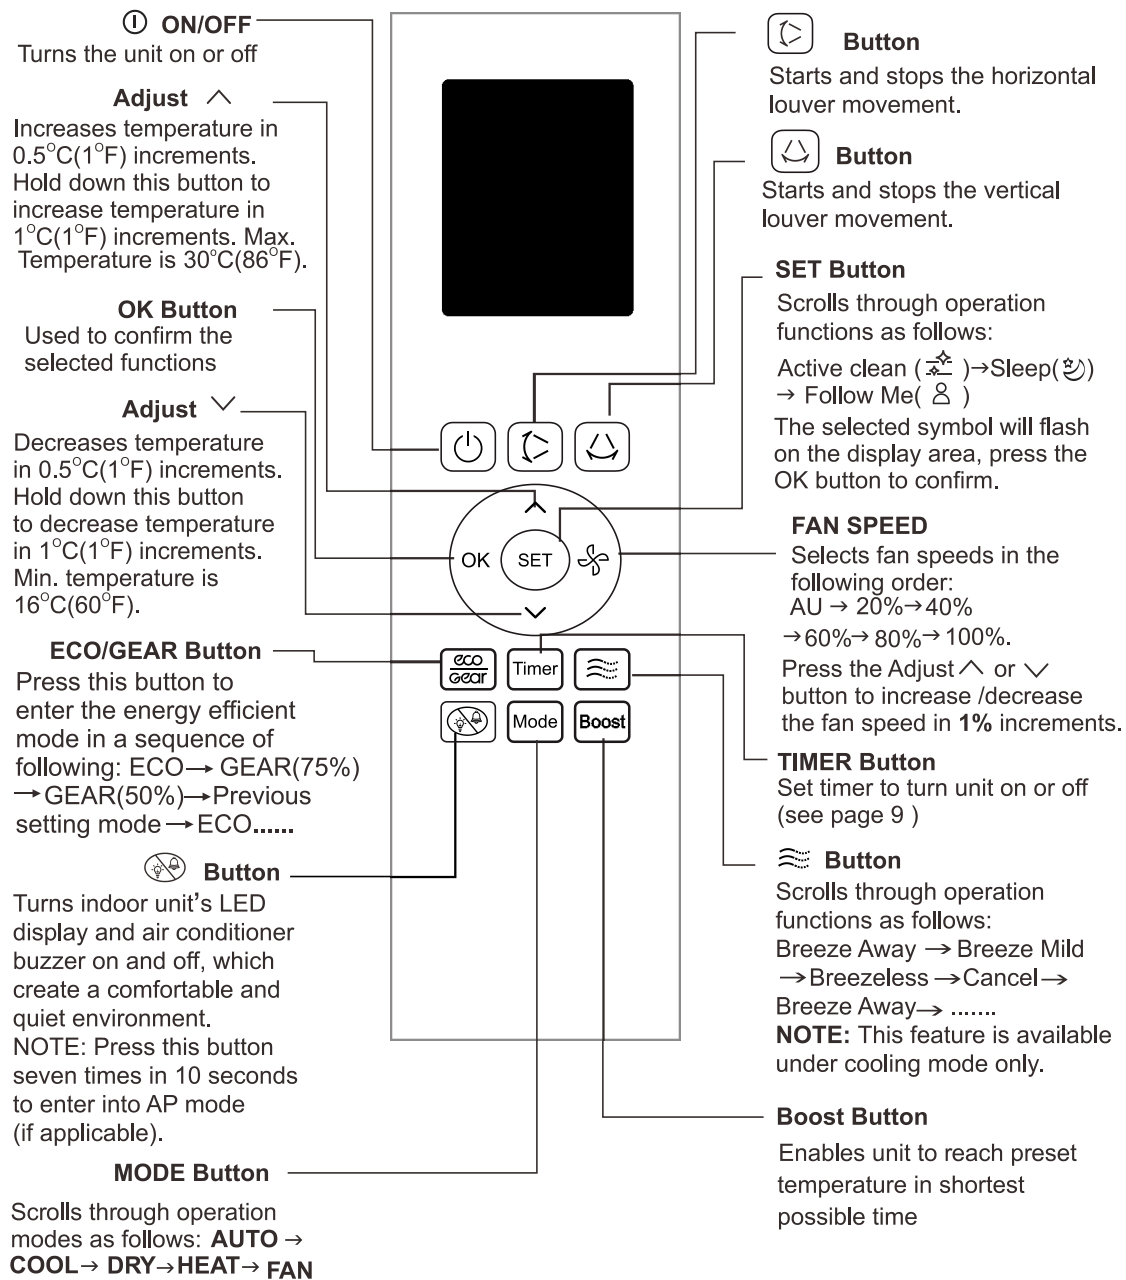 ON/OFF
Turns the unit on or off
Adjust
Increases temperature in
0.5°C(1°F) increments.
Hold down this button to
increase temperature in
1°C(1°F) increments. Max.
Temperature is 30°C(86°F).
OK Button
Used to confirm the
selected functions
Adjust
Decreases temperature
in 0.5°C(1°F) increments.
Hold down this button
to decrease temperature
in 1°C(1°F) increments.
Min. temperature is
16°C(60°F).
ECO/GEAR Button
Press this button to
enter the energy efficient
mode in a sequence of
following: ECO→ GEAR(75%)
→GEAR(50%)→Previous
setting mode→ECO......
Button
Turns indoor unit's LED
display and air conditioner
buzzer on and off, which
create a comfortable and
quiet environment.
NOTE: Press this button
seven times in 10 seconds
to enter into AP mode
(if applicable).
MODE Button
Scrolls through operation
modes as follows: AUTO →
COOL→ DRY→HEAT→ FAN
OK
SET
eco
Gear
Timer
Mode
Boost
Button
Starts and stops the horizontal
louver movement.
Button
Starts and stops the vertical
louver movement.
SET Button
Scrolls through operation
functions as follows:
Active clean ( )→Sleep( )
→ Follow Me( )
The selected symbol will flash
on the display area, press the
OK button to confirm.
FAN SPEED
Selects fan speeds in the
following order:
AU → 20%→40%
→60%→ 80%→100%.
Press the Adjust or
button to increase /decrease
the fan speed in 1% increments.
TIMER Button
Set timer to turn unit on or off
(see page 9 )
Button
Scrolls through operation
functions as follows:
Breeze Away → Breeze Mild
→Breezeless →Cancel→
Breeze Away→ .......
NOTE: This feature is available
under cooling mode only.
Boost Button
Enables unit to reach preset
temperature in shortest
possible time